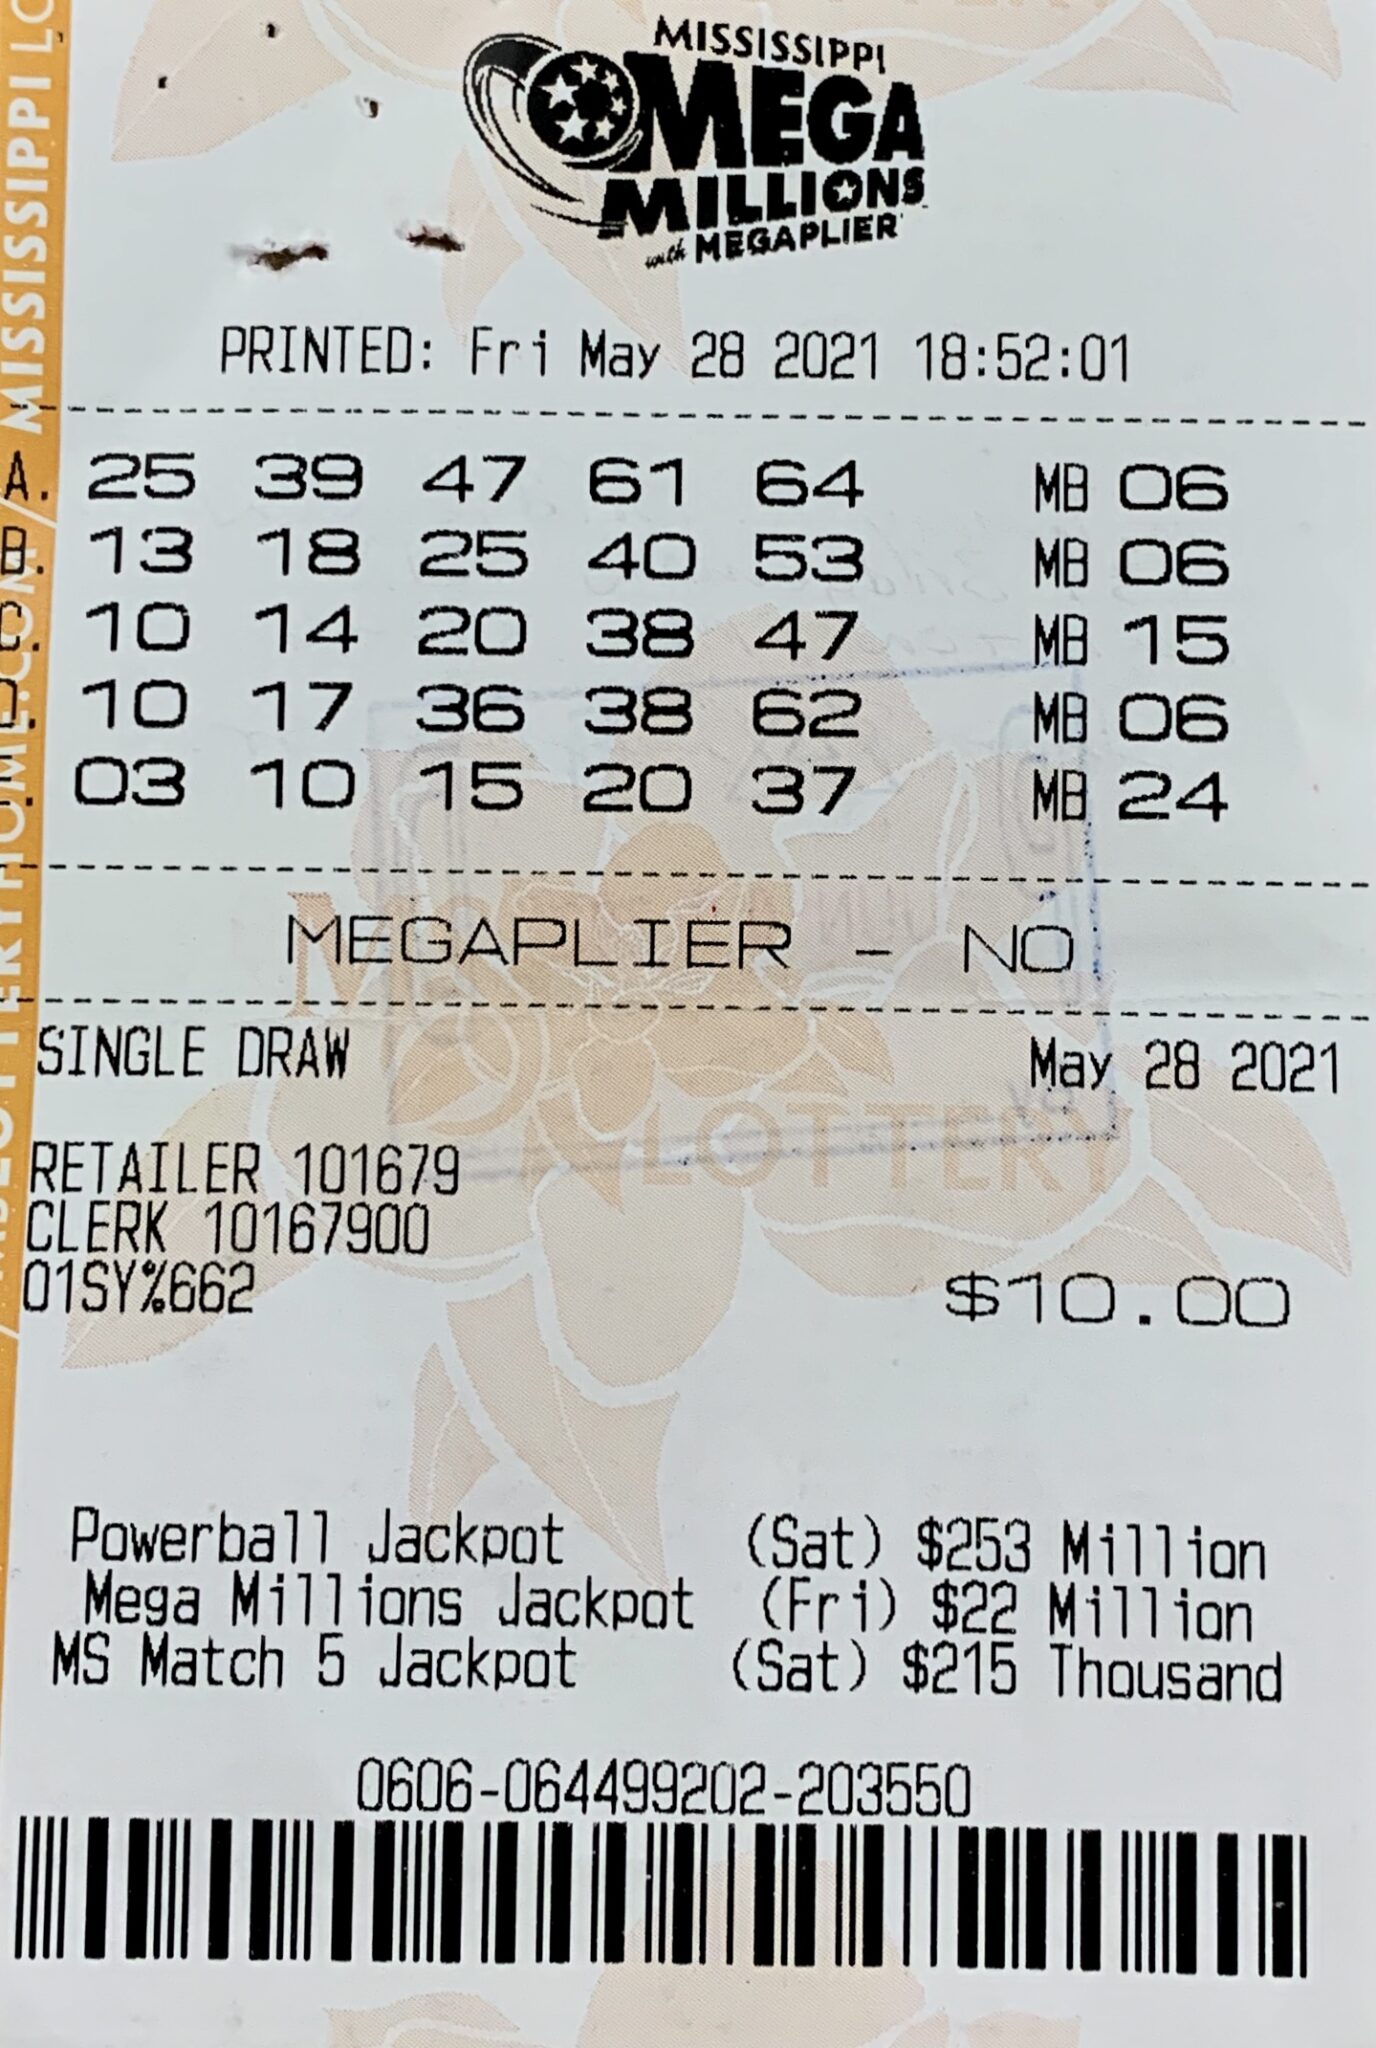 MISSISSIPPI
MEGA
MILLIONS
with MEGAPLIER
PRINTED: Fri May 28 2021 18:52:01
A. 25 39 47 61 64 MB 06
B. 13 18 25 40 53 MB 06
C. 10 14 20 38 47 MB 15
D. 10 17 36 38 62 MB 06
. 03 10 15 20 37 MB 24
MEGAPLIER - NO
SINGLE DRAW May 28 2021
RETAILER 101679
CLERK 10167900
01SY%662 $10.00
Powerball Jackpot (Sat) $253 Million
Mega Millions Jackpot (Fri) $22 Million
MS Match 5 Jackpot (Sat) $215 Thousand
0606-064499202-203550
MISSISSIPPI
LOTTERY